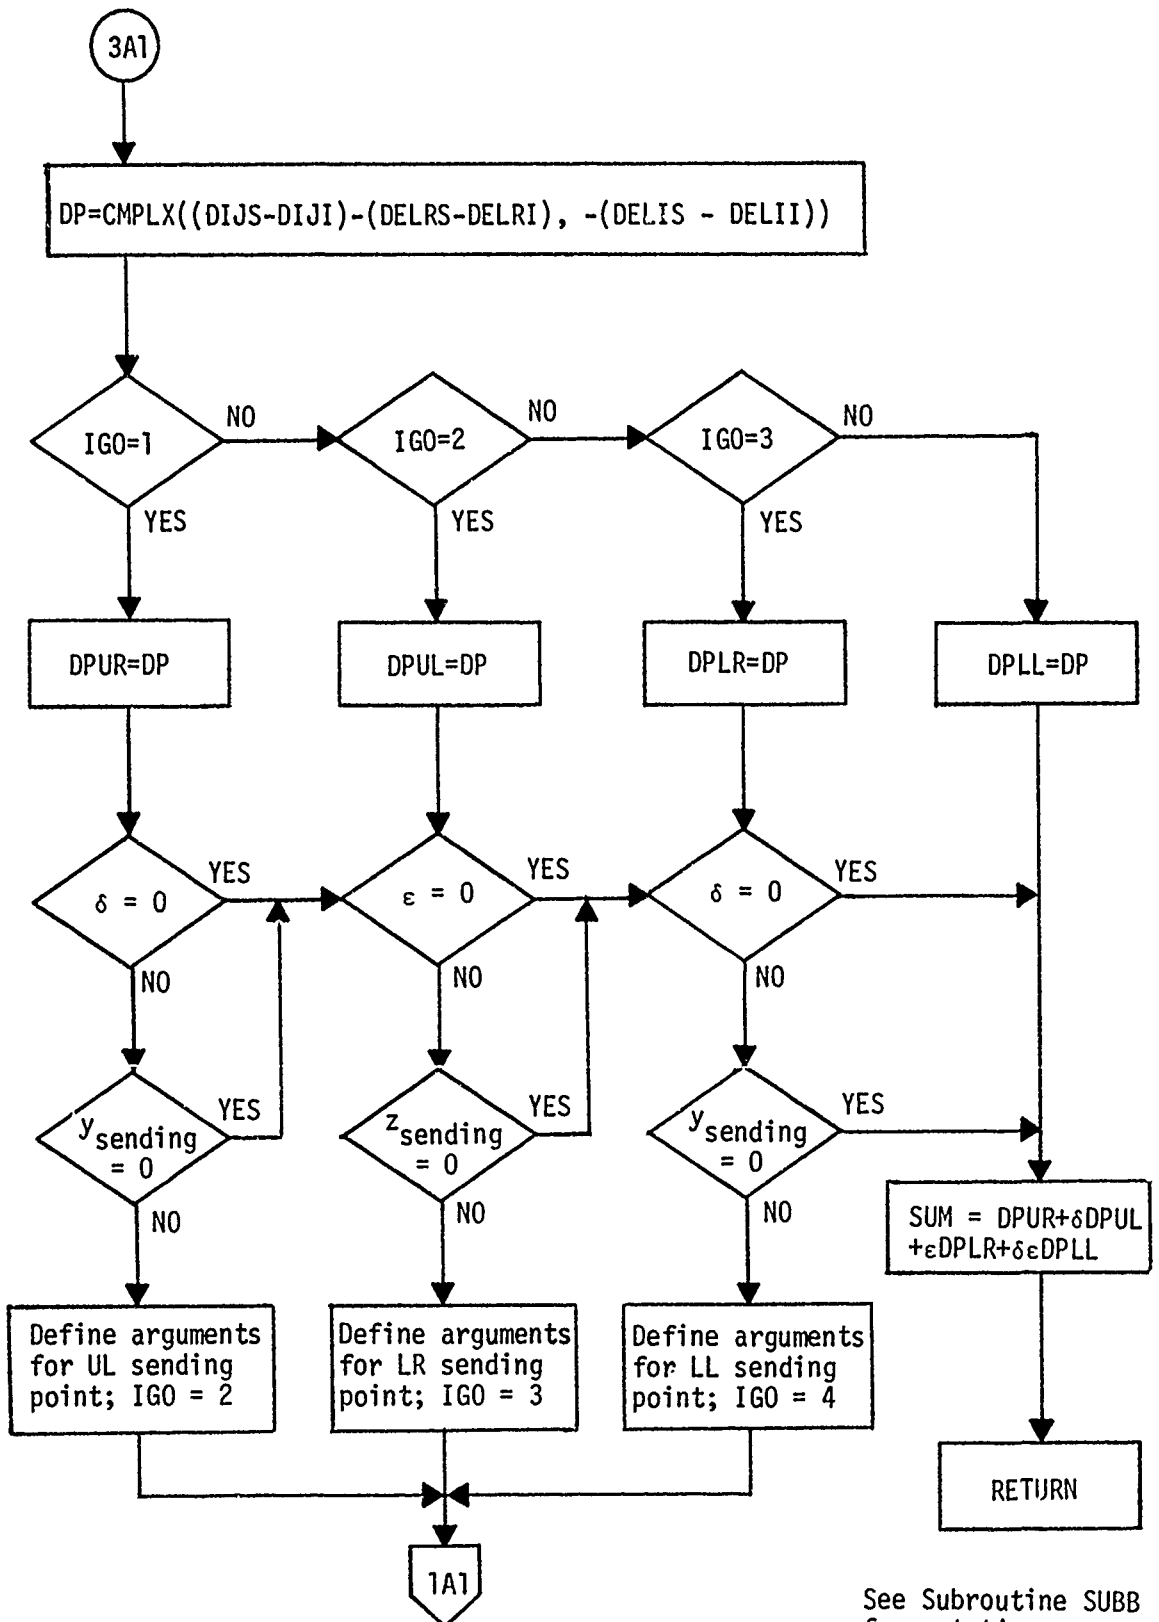 3A1
DP=CMPLX((DIJS-DIJI)-(DELRS-DELRI), -(DELIS - DELII))
IGO=1
NO
IGO=2
NO
IGO=3
NO
YES
YES
YES
DPUR=DP
DPUL=DP
DPLR=DP
DPLL=DP
δ = 0
YES
ε = 0
YES
δ = 0
YES
NO
NO
NO
y sending
= 0
YES
z sending
= 0
YES
y sending
= 0
YES
NO
NO
NO
SUM = DPUR+δDPUL
+εDPLR+δεDPLL
Define arguments
for UL sending
point; IGO = 2
Define arguments
for LR sending
point; IGO = 3
Define arguments
for LL sending
point; IGO = 4
RETURN
1A1
See Subroutine SUBB